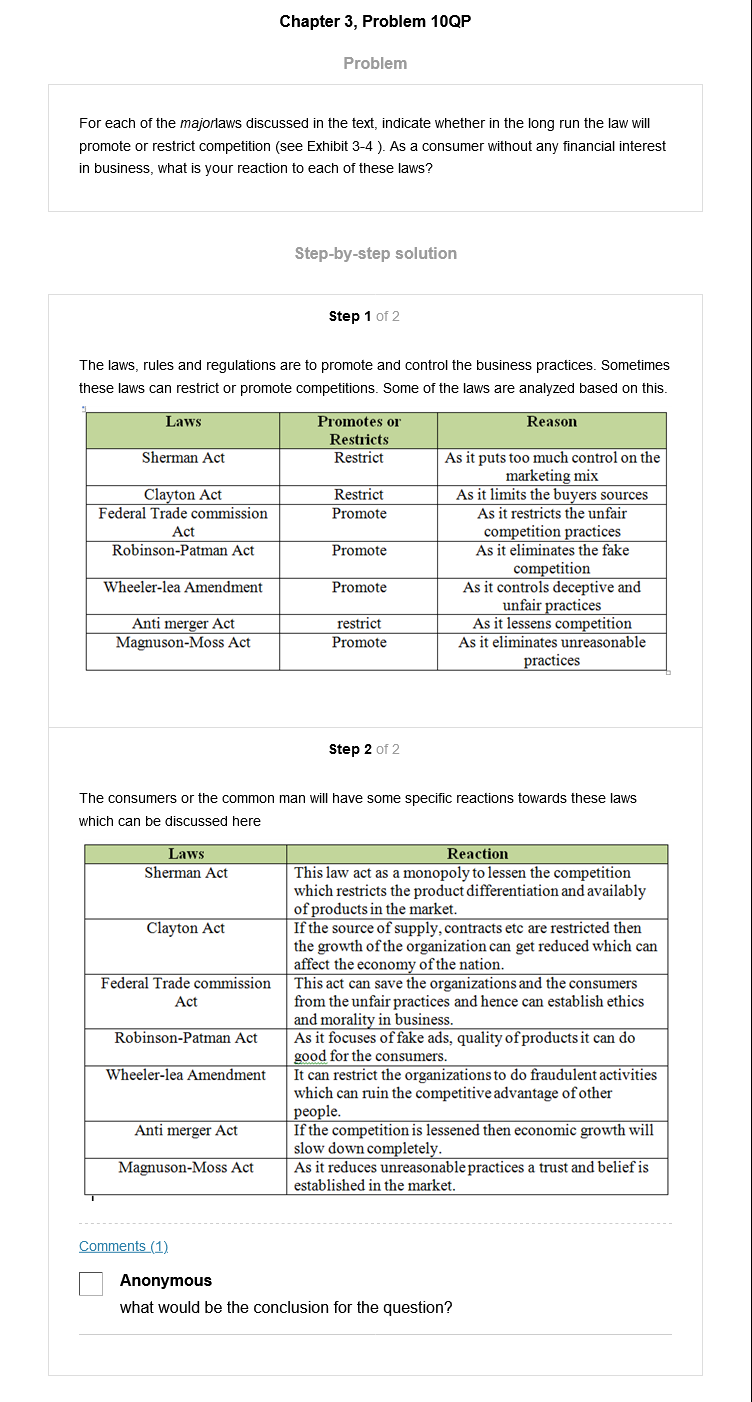 Chapter 3, Problem 10QP
Problem
For each of the majorlaws discussed in the text, indicate whether in the long run the law will
promote or restrict competition (see Exhibit 3-4 ). As a consumer without any financial interest
in business, what is your reaction to each of these laws?
Step-by-step solution
Step 1 of 2
The laws, rules and regulations are to promote and control the business practices. Sometimes
these laws can restrict or promote competitions. Some of the laws are analyzed based on this.
Laws Promotes or Restricts Reason
Sherman Act Restrict As it puts too much control on the
marketing mix
Clayton Act Restrict As it limits the buyers sources
Federal Trade commission Promote As it restricts the unfair
Act competition practices
Robinson-Patman Act Promote As it eliminates the fake
competition
Wheeler-lea Amendment Promote As it controls deceptive and
unfair practices
Anti merger Act restrict As it lessens competition
Magnuson-Moss Act Promote As it eliminates unreasonable
practices
Step 2 of 2
The consumers or the common man will have some specific reactions towards these laws
which can be discussed here
Laws Reaction
Sherman Act This law act as a monopoly to lessen the competition
which restricts the product differentiation and availably
of products in the market.
Clayton Act If the source of supply, contracts etc are restricted then
the growth of the organization can get reduced which can
affect the economy of the nation.
Federal Trade commission This act can save the organizations and the consumers
Act from the unfair practices and hence can establish ethics
and morality in business.
Robinson-Patman Act As it focuses of fake ads, quality of products it can do
good for the consumers.
Wheeler-lea Amendment It can restrict the organizations to do fraudulent activities
which can ruin the competitive advantage of other
people.
Anti merger Act If the competition is lessened then economic growth will
slow down completely.
Magnuson-Moss Act As it reduces unreasonable practices a trust and belief is
established in the market.
Comments (1)
Anonymous
what would be the conclusion for the question?